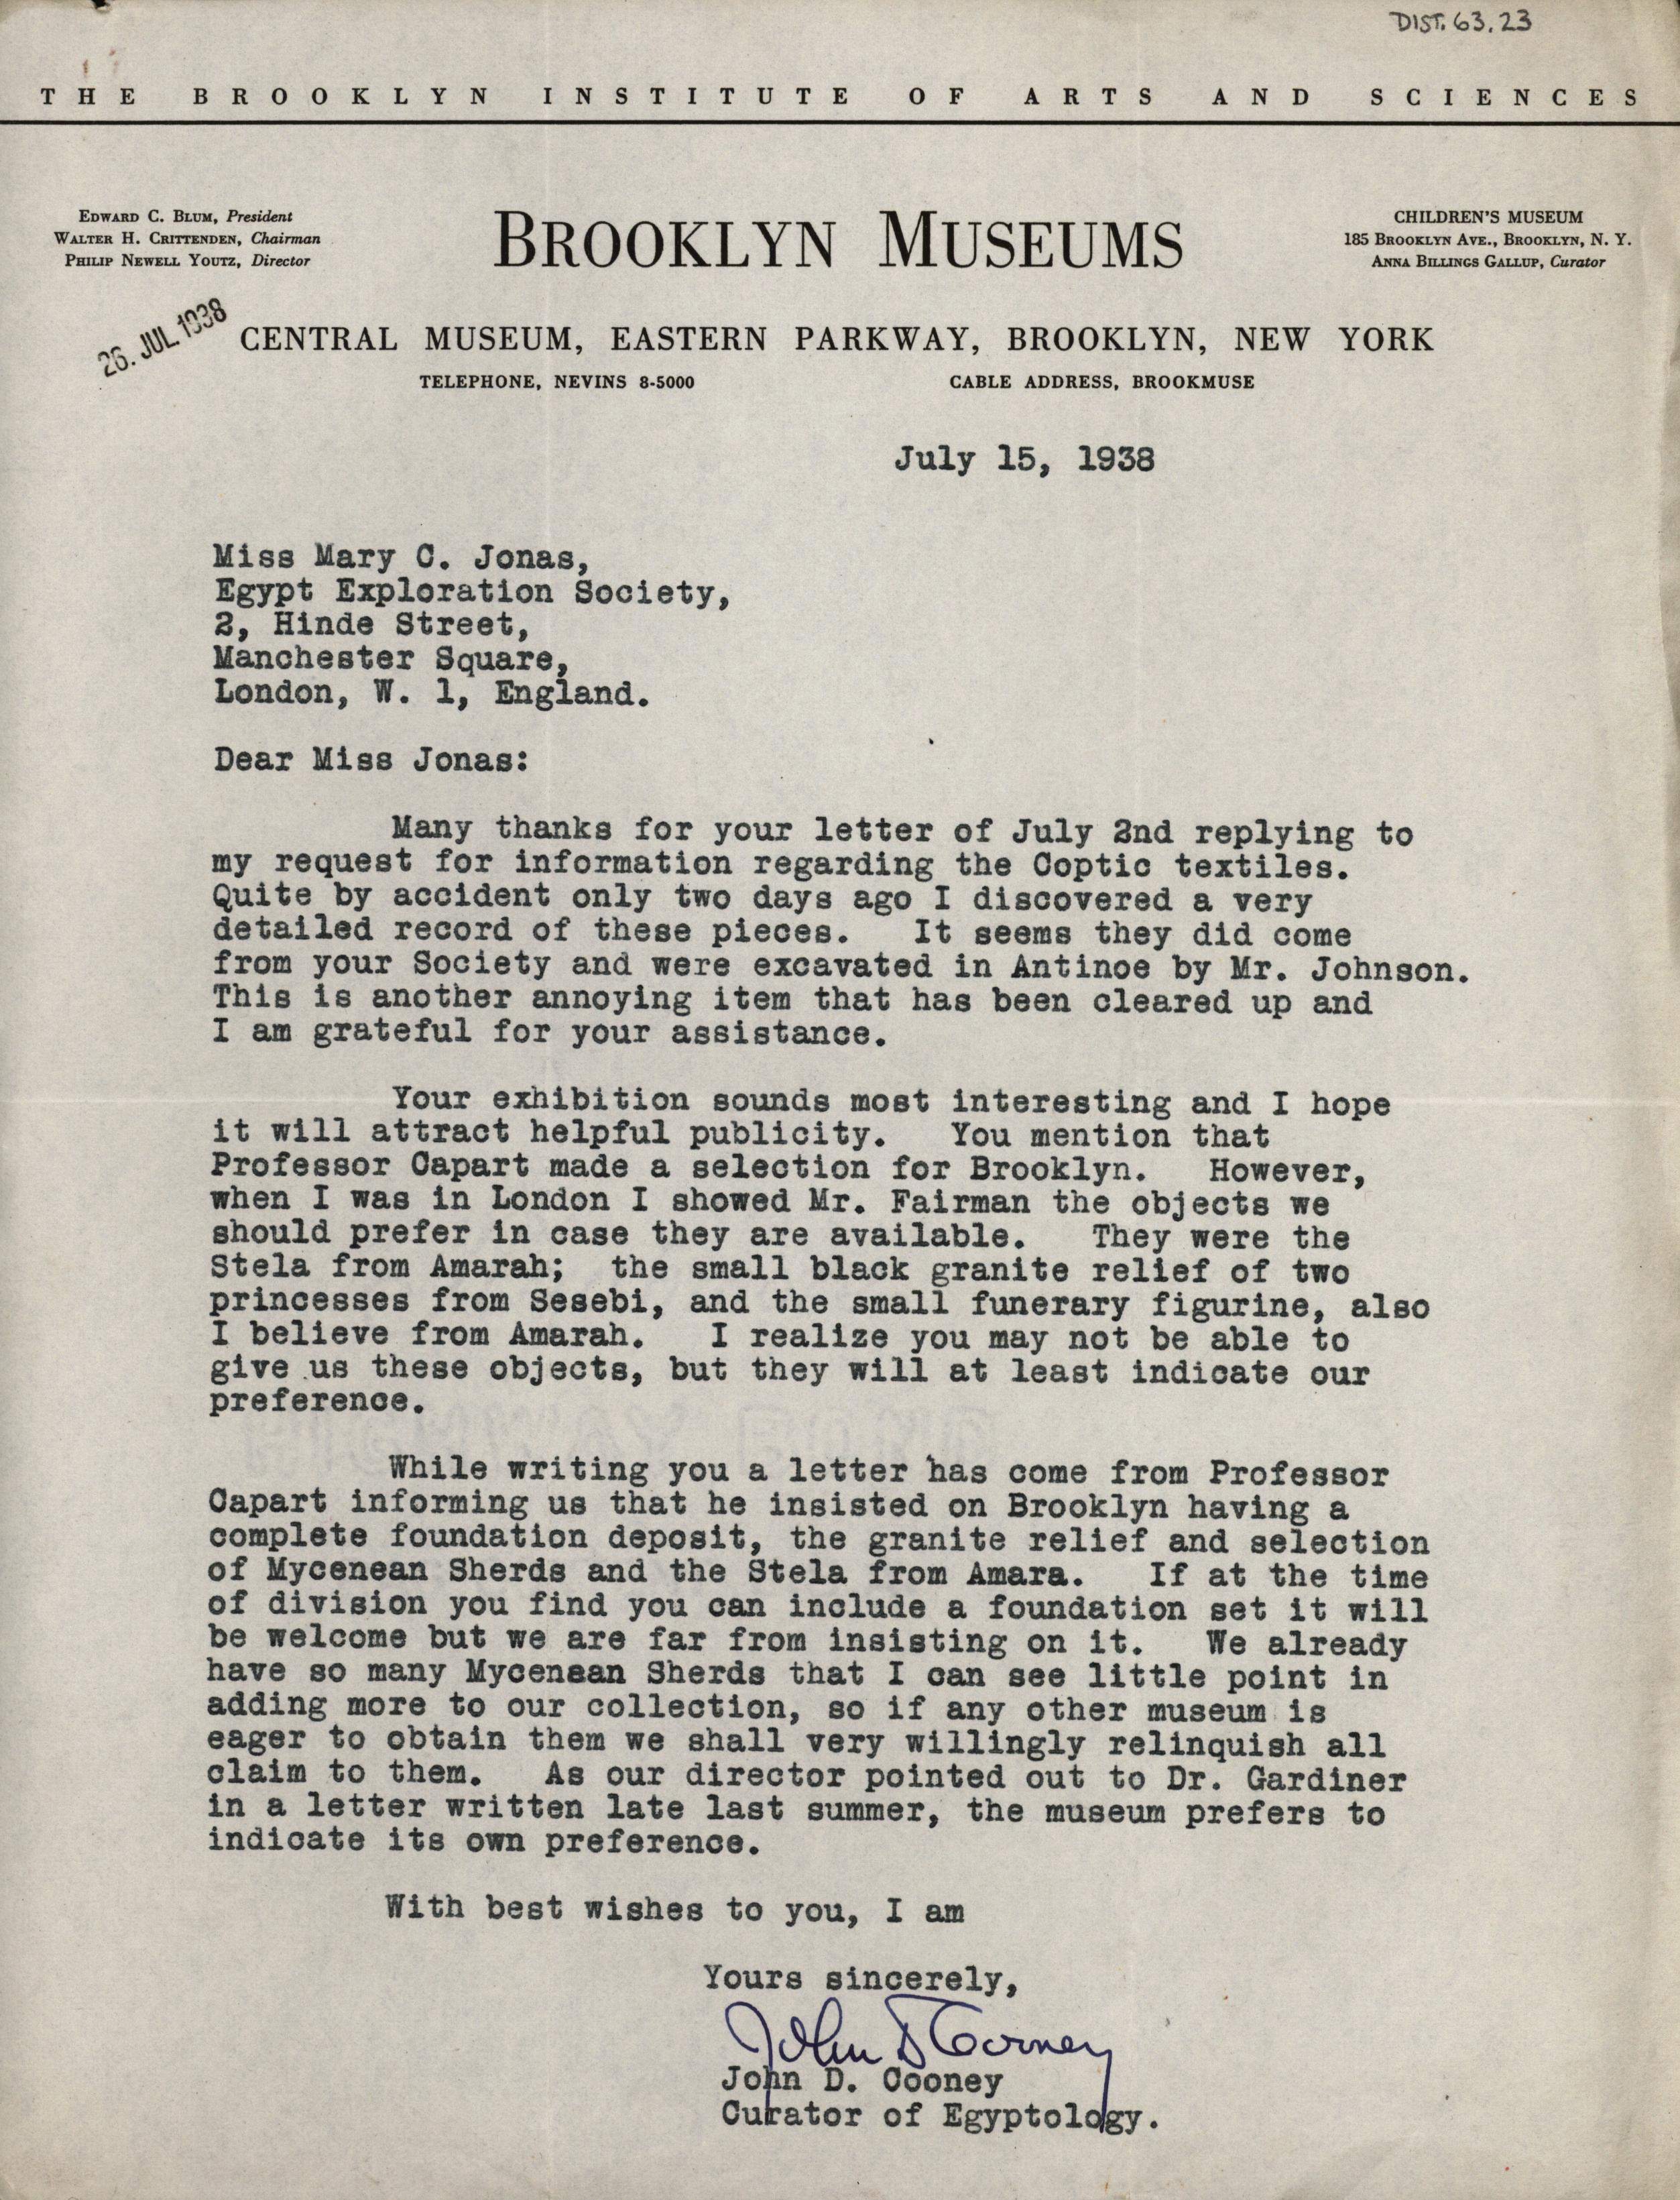 DIST. 63.23
THE BROOKLYN INSTITUTE OF ARTS AND SCIENCES
EDWARD C. BLUM, President
WALTER H. CRITTENDEN, Chairman
PHILIP NEWELL YOUTZ, Director
BROOKLYN MUSEUMS
CHILDREN'S MUSEUM
185 BROOKLYN AVE., BROOKLYN, N. Y.
ANNA BILLINGS GALLUP, Curator
26. JUL 1938
CENTRAL MUSEUM, EASTERN PARKWAY, BROOKLYN, NEW YORK
TELEPHONE, NEVINS 8-5000
CABLE ADDRESS, BROOKMUSE
July 15, 1938
Miss Mary C. Jonas,
Egypt Exploration Society,
2, Hinde Street,
Manchester Square,
London, W. 1, England.
Dear Miss Jonas:
Many thanks for your letter of July 2nd replying to
my request for information regarding the Coptic textiles.
Quite by accident only two days ago I discovered a very
detailed record of these pieces. It seems they did come
from your Society and were excavated in Antinoe by Mr. Johnson.
This is another annoying item that has been cleared up and
I am grateful for your assistance.
Your exhibition sounds most interesting and I hope
it will attract helpful publicity. You mention that
Professor Capart made a selection for Brooklyn. However,
when I was in London I showed Mr. Fairman the objects we
should prefer in case they are available. They were the
Stela from Amarah; the small black granite relief of two
princesses from Sesebi, and the small funerary figurine, also
I believe from Amarah. I realize you may not be able to
give us these objects, but they will at least indicate our
preference.
While writing you a letter has come from Professor
Capart informing us that he insisted on Brooklyn having a
complete foundation deposit, the granite relief and selection
of Mycenean Sherds and the Stela from Amara. If at the time
of division you find you can include a foundation set it will
be welcome but we are far from insisting on it. We already
have so many Mycenean Sherds that I can see little point in
adding more to our collection, so if any other museum is
eager to obtain them we shall very willingly relinquish all
claim to them. As our director pointed out to Dr. Gardiner
in a letter written late last summer, the museum prefers to
indicate its own preference.
With best wishes to you, I am
Yours sincerely,
John D Cooney
John D. Cooney
Curator of Egyptology.